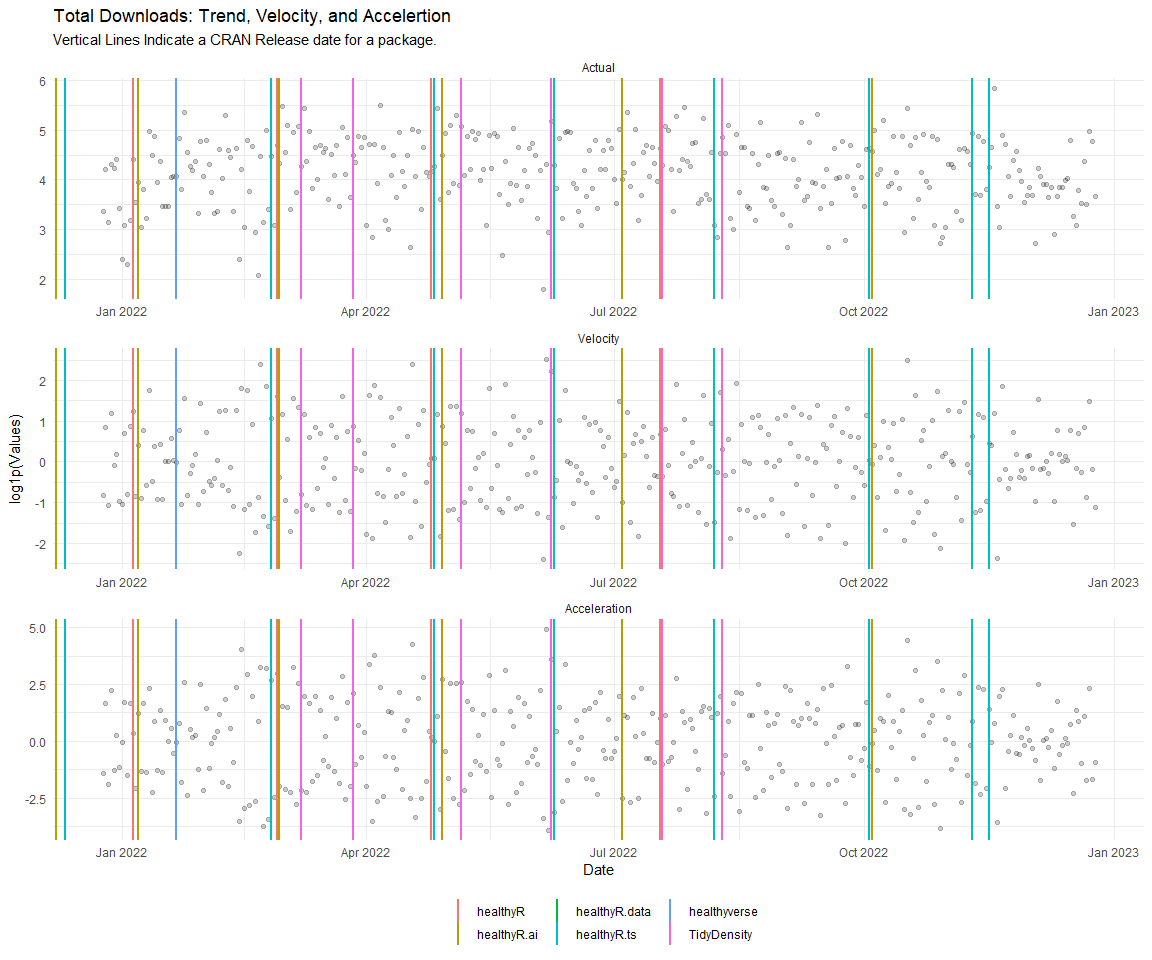 Total Downloads: Trend, Velocity, and Accelertion
Vertical Lines Indicate a CRAN Release date for a package.
Actual
6
5
4
3
2
Jan 2022 Apr 2022 Jul 2022 Oct 2022 Jan 2023
Velocity
2
1
0
-1
-2
Jan 2022 Apr 2022 Jul 2022 Oct 2022 Jan 2023
log1p(Values)
Acceleration
5.0
2.5
0.0
-2.5
Jan 2022 Apr 2022 Jul 2022 Oct 2022 Jan 2023
Date
healthyR healthyR.data healthyverse
healthyR.ai healthyR.ts TidyDensity